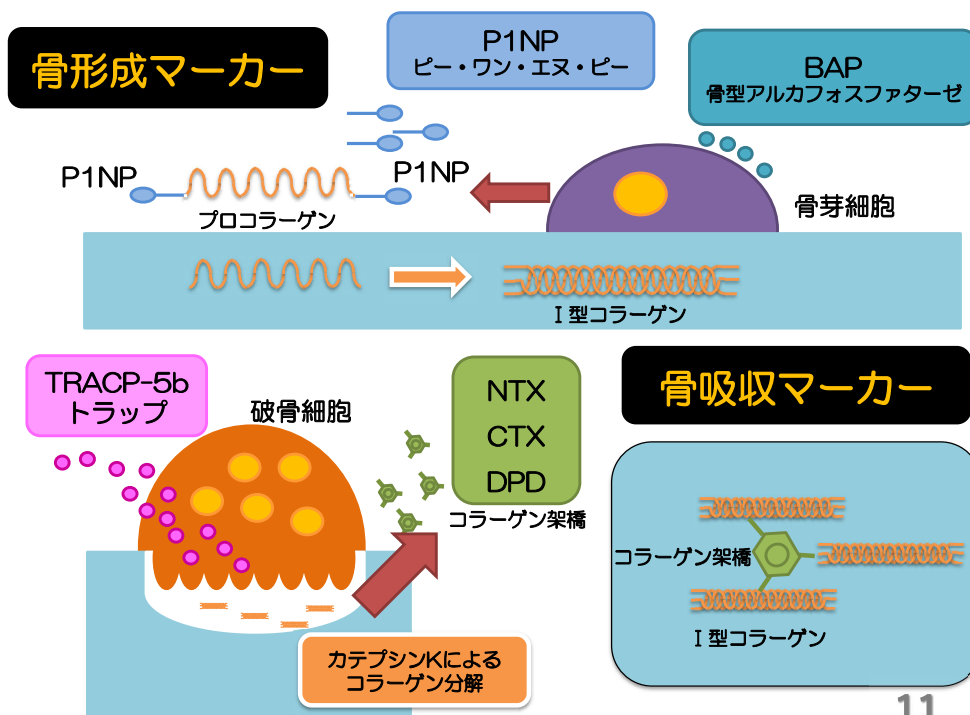 骨形成マーカー
P1NP
ピー・ワン・エヌ・ピー
BAP
骨型アルカフォスファターゼ
P1NP
P1NP
プロコラーゲン
骨芽細胞
Ⅰ型コラーゲン
TRACP-5b
トラップ
破骨細胞
NTX
CTX
DPD
コラーゲン架橋
骨吸収マーカー
コラーゲン架橋
Ⅰ型コラーゲン
カテプシンKによる
コラーゲン分解
11